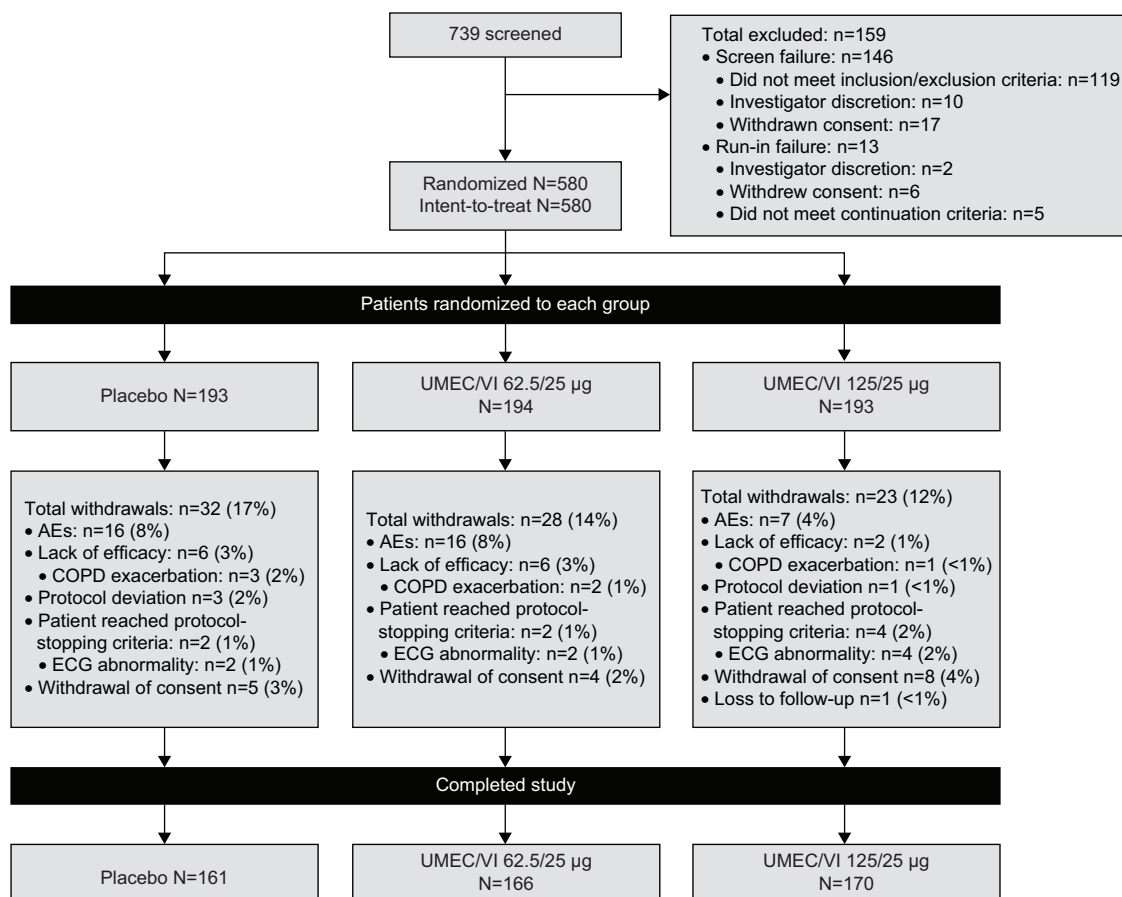 739 screened
Total excluded: n=159
• Screen failure: n=146
• Did not meet inclusion/exclusion criteria: n=119
• Investigator discretion: n=10
• Withdrawn consent: n=17
• Run-in failure: n=13
• Investigator discretion: n=2
• Withdrew consent: n=6
• Did not meet continuation criteria: n=5
Randomized N=580
Intent-to-treat N=580
Patients randomized to each group
Placebo N=193
UMEC/VI 62.5/25 µg
N=194
UMEC/VI 125/25 µg
N=193
Total withdrawals: n=32 (17%)
• AEs: n=16 (8%)
• Lack of efficacy: n=6 (3%)
• COPD exacerbation: n=3 (2%)
• Protocol deviation n=3 (2%)
• Patient reached protocol-
stopping criteria: n=2 (1%)
• ECG abnormality: n=2 (1%)
• Withdrawal of consent n=5 (3%)
Total withdrawals: n=28 (14%)
• AEs: n=16 (8%)
• Lack of efficacy: n=6 (3%)
• COPD exacerbation: n=2 (1%)
• Patient reached protocol-
stopping criteria: n=2 (1%)
• ECG abnormality: n=2 (1%)
• Withdrawal of consent n=4 (2%)
Total withdrawals: n=23 (12%)
• AEs: n=7 (4%)
• Lack of efficacy: n=2 (1%)
• COPD exacerbation: n=1 (<1%)
• Protocol deviation n=1 (<1%)
• Patient reached protocol-
stopping criteria: n=4 (2%)
• ECG abnormality: n=4 (2%)
• Withdrawal of consent n=8 (4%)
• Loss to follow-up n=1 (<1%)
Completed study
Placebo N=161
UMEC/VI 62.5/25 µg
N=166
UMEC/VI 125/25 µg
N=170